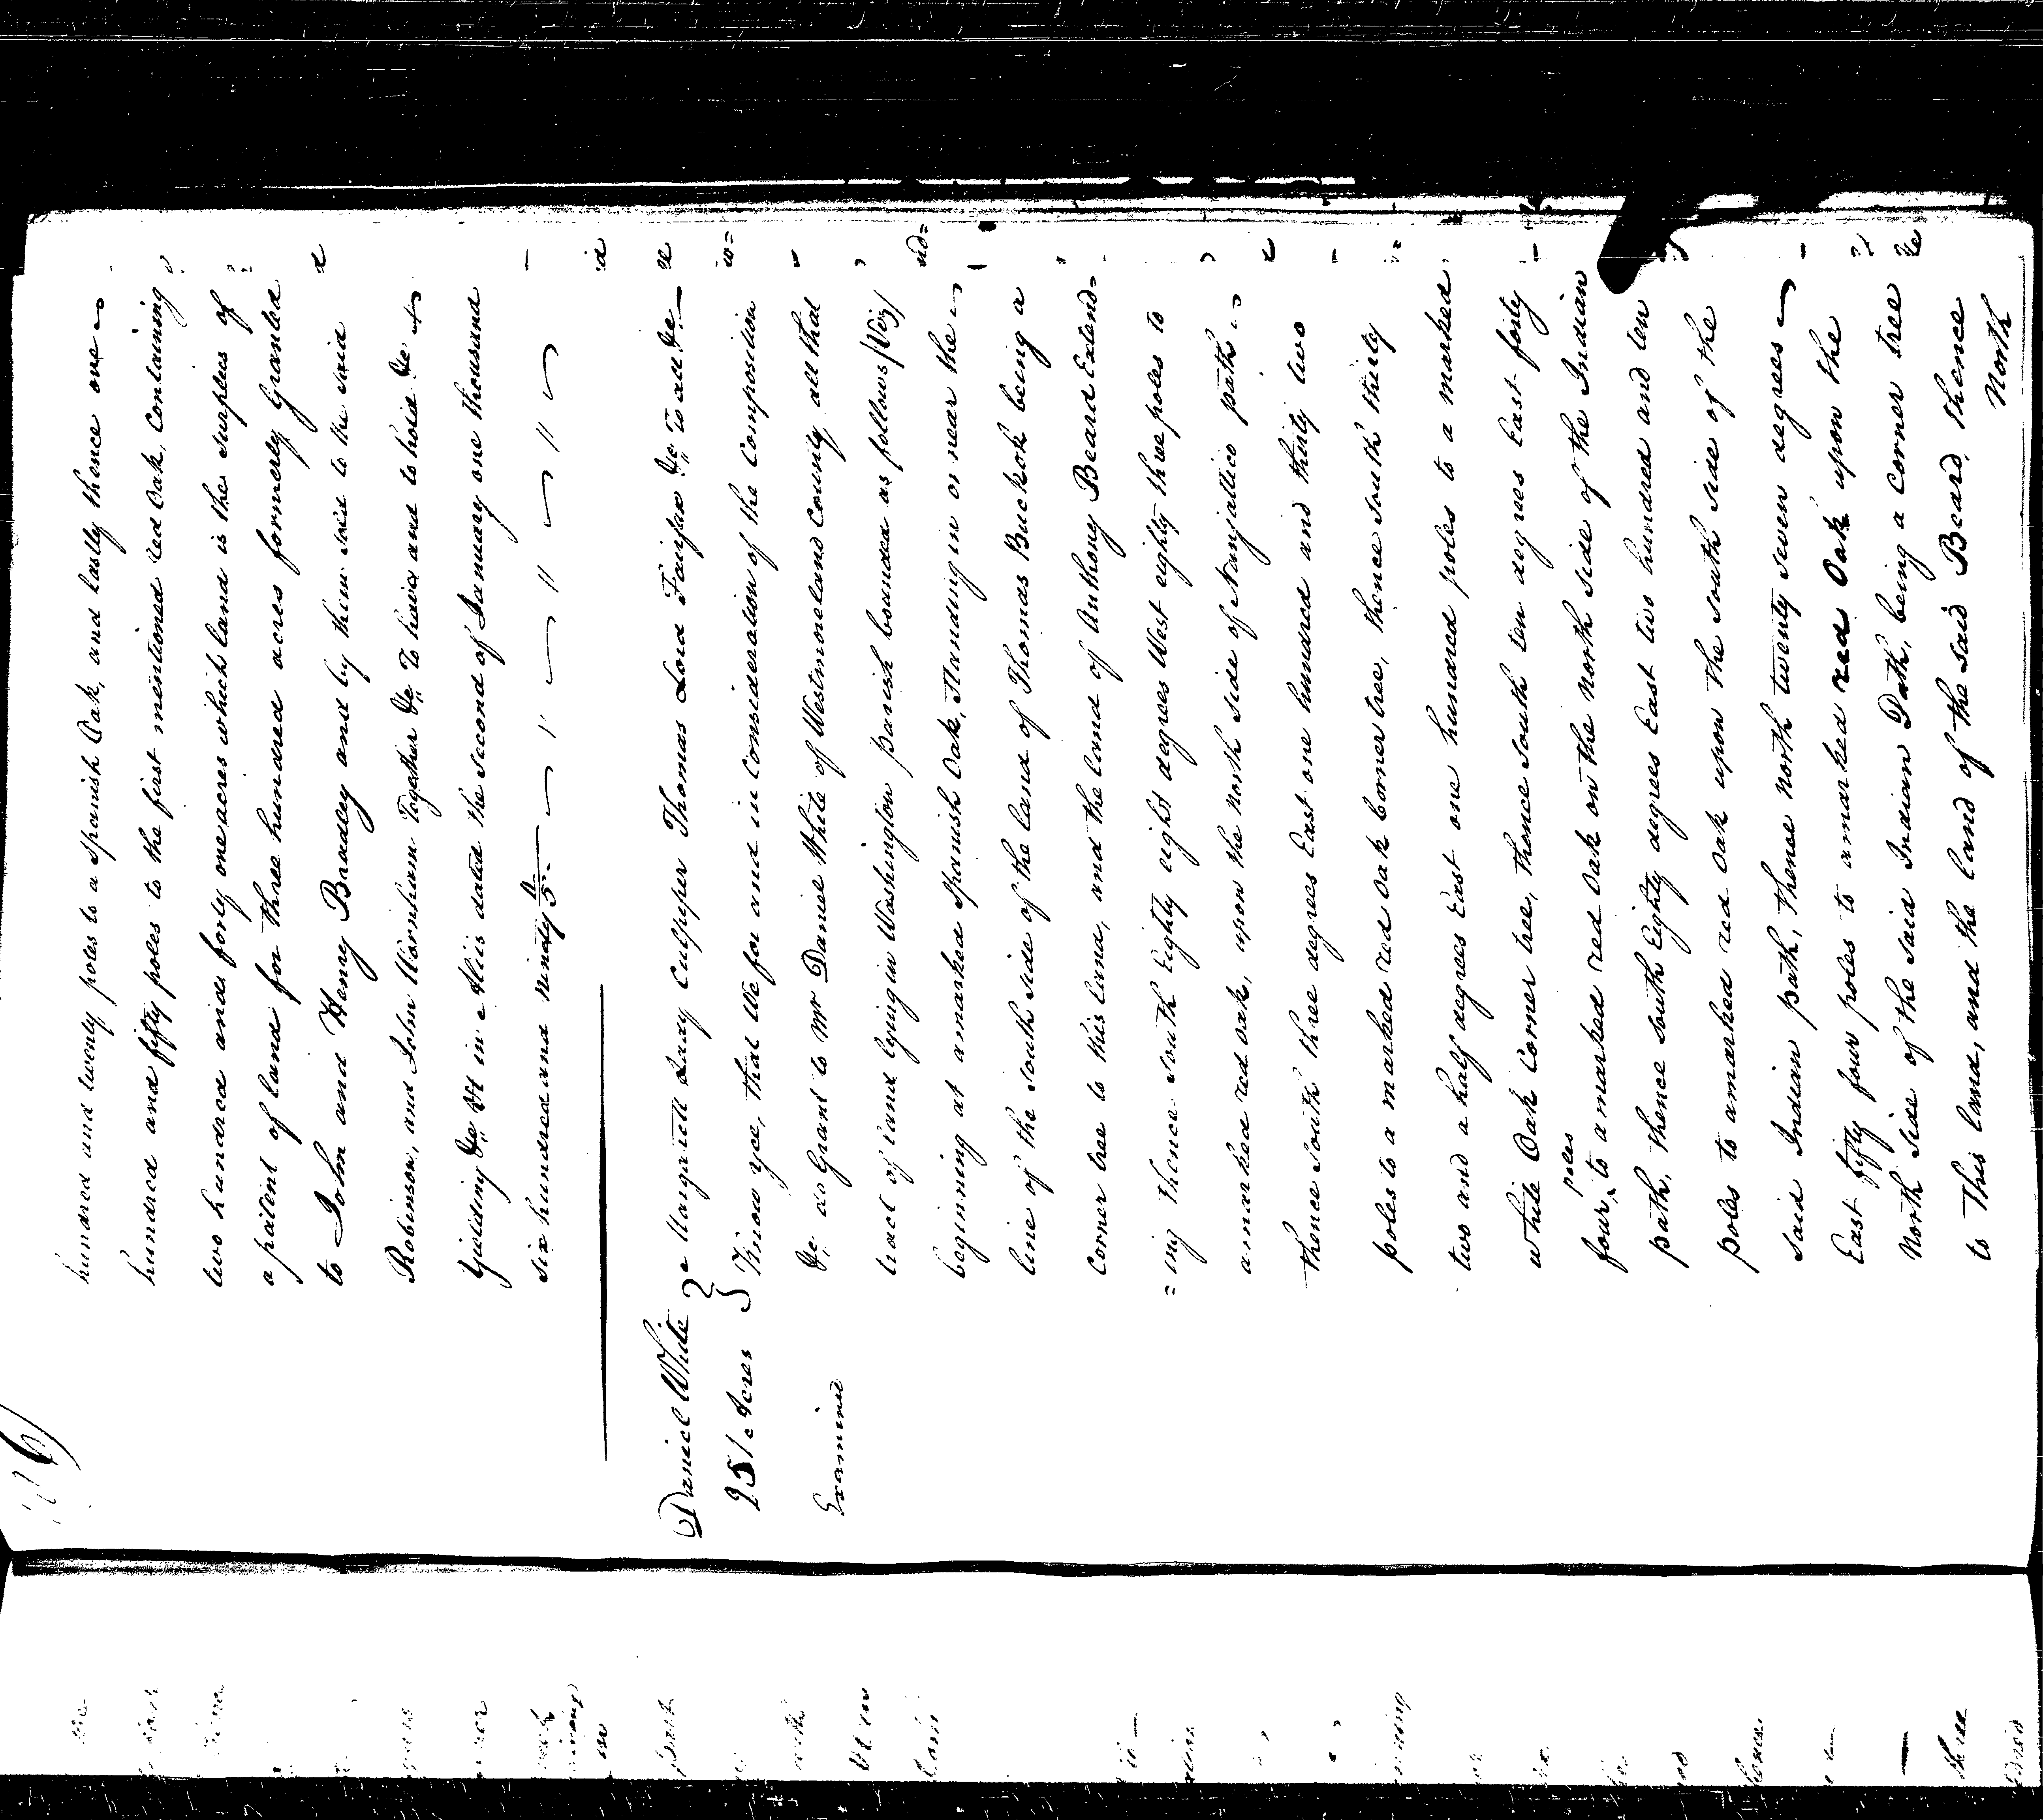 hundred and twenty poles to a spanish Oak, and lastly thence one
hundred and fifty poles to the first mentioned red Oak, Containing
two hundred and forty one acres which land is the surplus of
a patent of land for three hundred acres formerly Granted
to John and Henry Bradley and by them sold to the said
Robinson, and John Wornham Together &c To have and to hold &c
Yielding &c At in &c His dated the second of January one thousand
six hundred and ninety 4/5
Daniel White
251 Acres
Examined
Margrett Lady Culpeper Thomas Lord Fairfax &c To all &c
Know yee, that We for and in Consideration of the Composition
&c do Grant to Mr Daniel White of Westmoreland County, all that
tract of land lying in Washington parish bounded as follows /Viz/
begining at a marked spanish Oak, standing in or near the
line of the South side of the land of Thomas Buckok being a
Corner tree to this land, and the land of Anthony Beard Extend=
=ing thence South Eighty eight degrees West eighty three poles to
a marked red oak, upon the North side of Nanjattico path
thence South three degrees East one hundred and thirty two
poles to a marked red oak Corner tree, thence South thirty
two and a half degrees East one hundred poles to a marked
white Oak Corner tree, thence South ten degrees East forty
four poles to a marked red Oak on the North side of the Indian
path, thence South Eighty degrees East two hundred and ten
poles to a marked red Oak upon the South side of the
Said Indian path, thense North twenty seven degrees
East fifty four poles to a marked red Oak upon the
North Side of the said Indian Path, being a Corner tree
to This land, and the land of the said Beard, thence
North